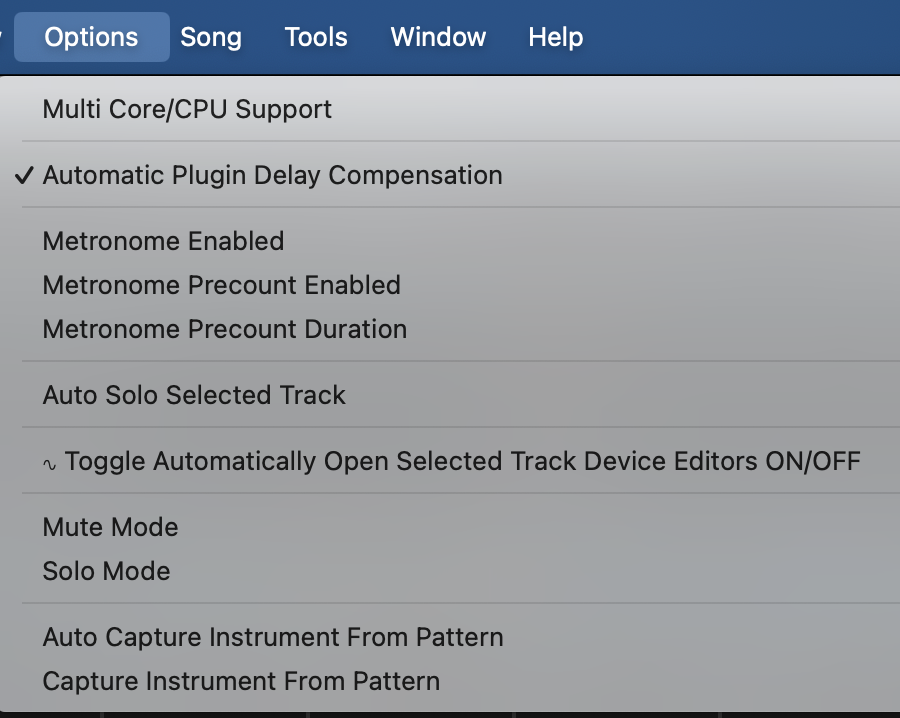 Options Song Tools Window Help
Multi Core/CPU Support
✓ Automatic Plugin Delay Compensation
Metronome Enabled
Metronome Precount Enabled
Metronome Precount Duration
Auto Solo Selected Track
∿ Toggle Automatically Open Selected Track Device Editors ON/OFF
Mute Mode
Solo Mode
Auto Capture Instrument From Pattern
Capture Instrument From Pattern